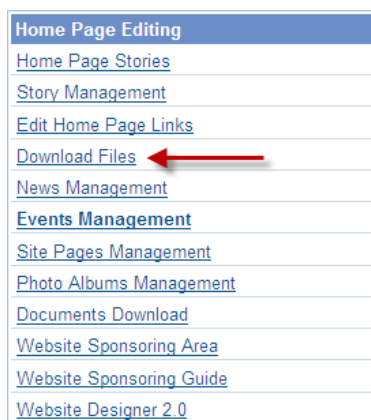 Home Page Editing
Home Page Stories
Story Management
Edit Home Page Links
Download Files
News Management
Events Management
Site Pages Management
Photo Albums Management
Documents Download
Website Sponsoring Area
Website Sponsoring Guide
Website Designer 2.0